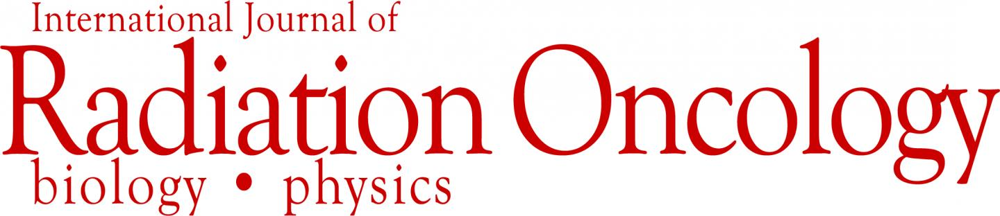 International Journal of
Radiation Oncology
biology • physics